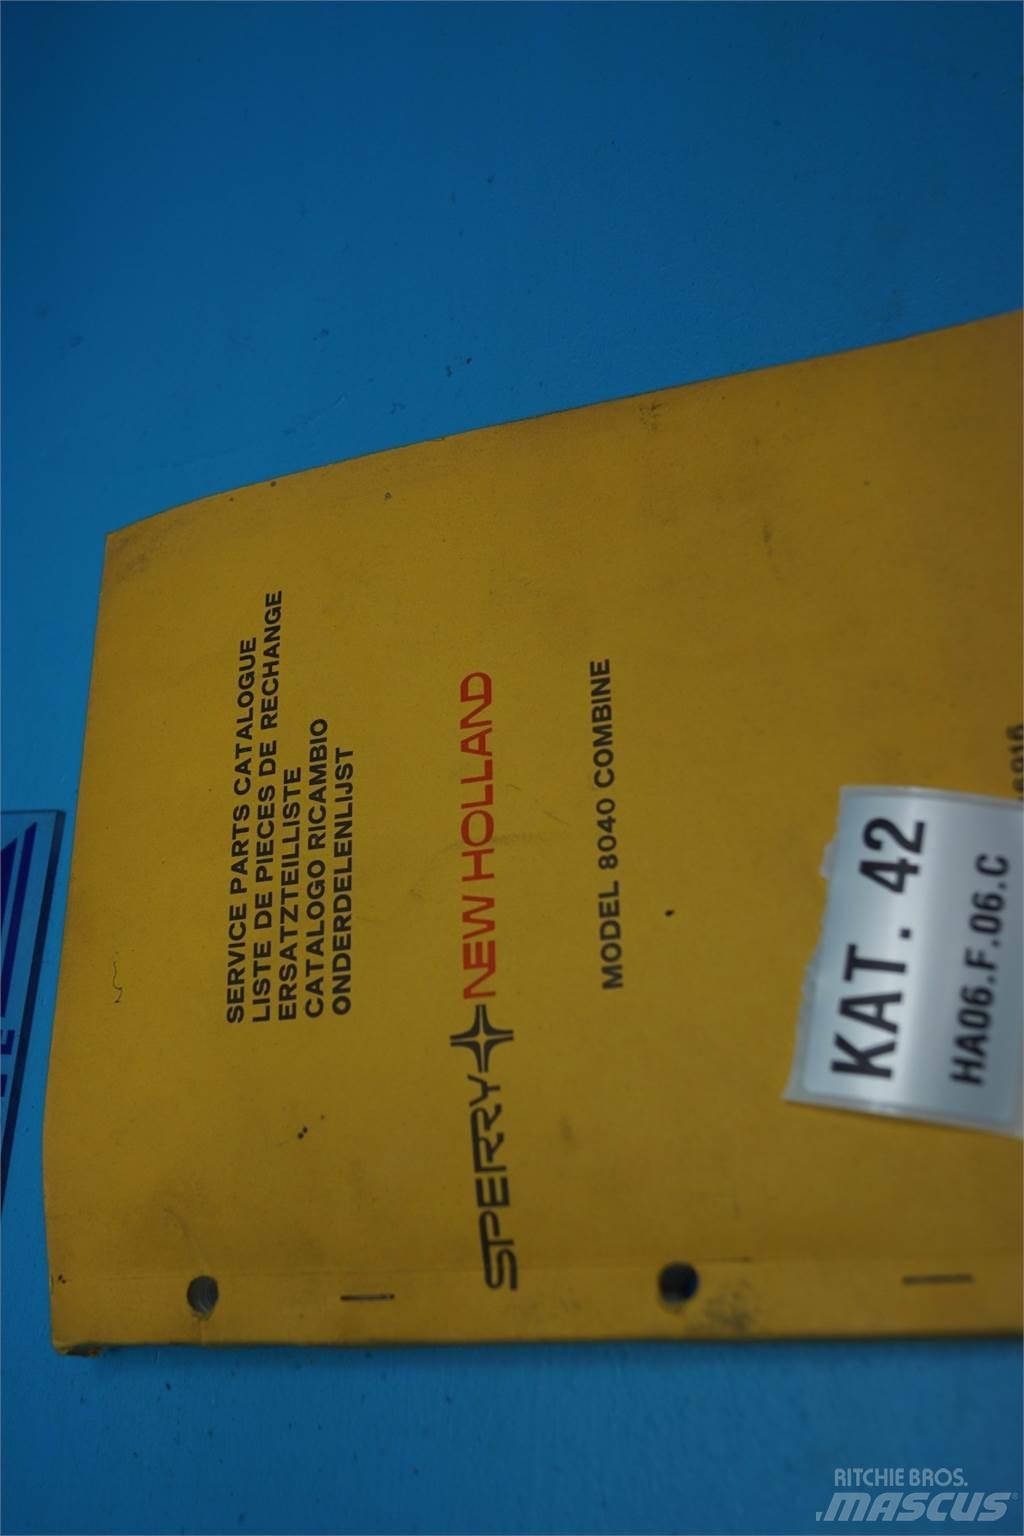 SERVICE PARTS CATALOGUE
LISTE DE PIECES DE RECHANGE
ERSATZTEILLISTE
CATALOGO RICAMBIO
ONDERDELENLIJST
SPERRY NEW HOLLAND
MODEL 8040 COMBINE
KAT. 42
HA06.F.06.C
RITCHIE BROS.
MASCUS